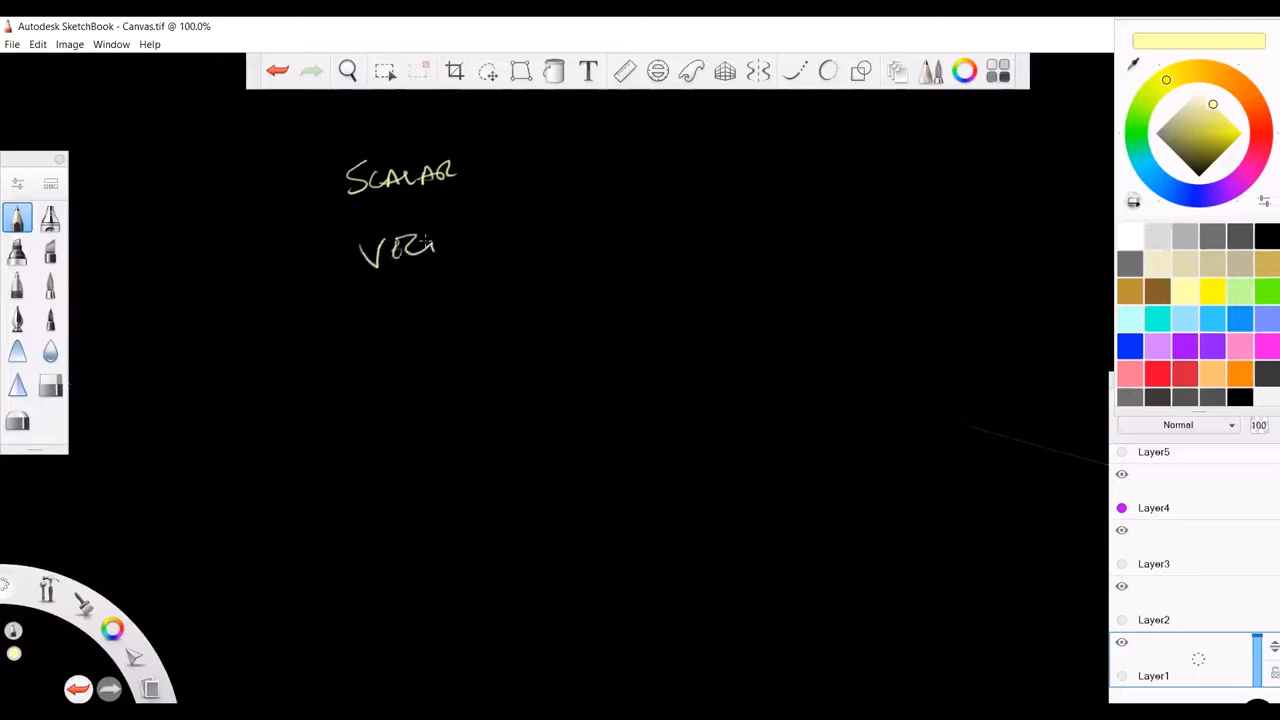 Autodesk SketchBook - Canvas.tif @ 100.0%
File Edit Image Window Help
T
SCALAR
VEC
Normal 100
Layer5
Layer4
Layer3
Layer2
Layer1